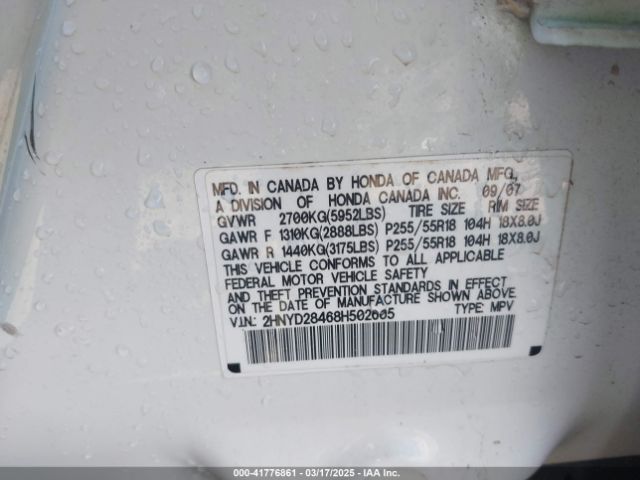 MFD. IN CANADA BY HONDA OF CANADA MFG.,
A DIVISION OF HONDA CANADA INC. 09/07
GVWR 2700KG(5952LBS) TIRE SIZE RIM SIZE
GAWR F 1310KG(2888LBS) P255/55R18 104H 18X8.0J
GAWR R 1440KG(3175LBS) P255/55R18 104H 18X8.0J
THIS VEHICLE CONFORMS TO ALL APPLICABLE
FEDERAL MOTOR VEHICLE SAFETY
AND THEFT PREVENTION STANDARDS IN EFFECT
ON THE DATE OF MANUFACTURE SHOWN ABOVE.
V.I.N.: 2HNYD28468H502605 TYPE: MPV
000-41776861 - 03/17/2025 - IAA, Inc.